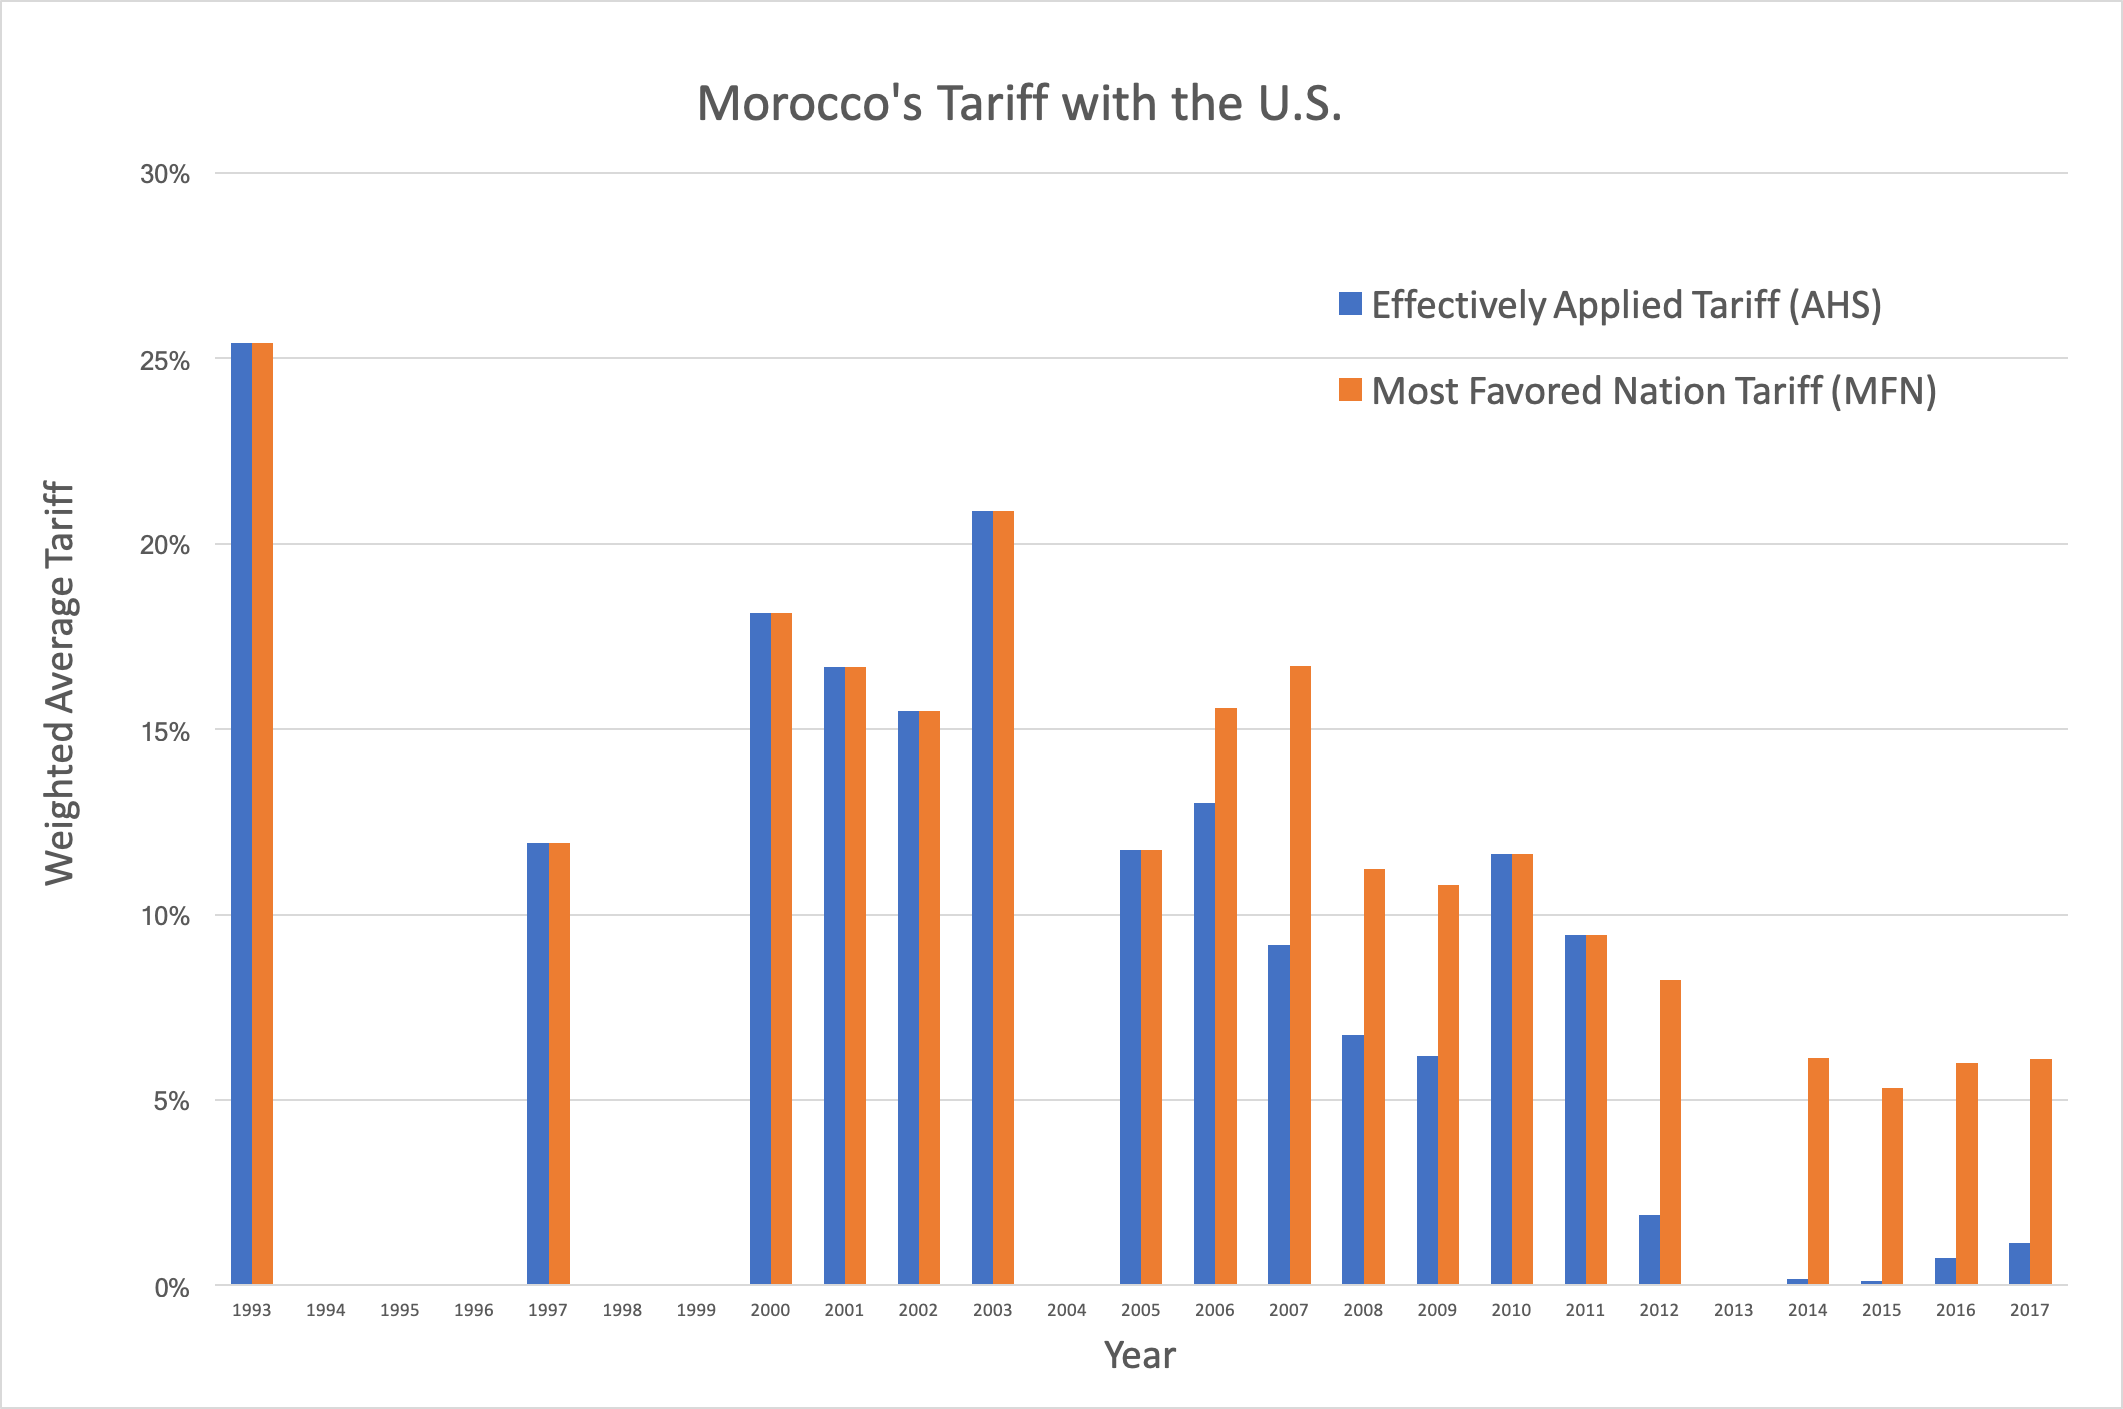 Morocco's Tariff with the U.S.
30%
25%
20%
15%
10%
5%
0%
Weighted Average Tariff
Effectively Applied Tariff (AHS)
Most Favored Nation Tariff (MFN)
1993 1994 1995 1996 1997 1998 1999 2000 2001 2002 2003 2004 2005 2006 2007 2008 2009 2010 2011 2012 2013 2014 2015 2016 2017
Year